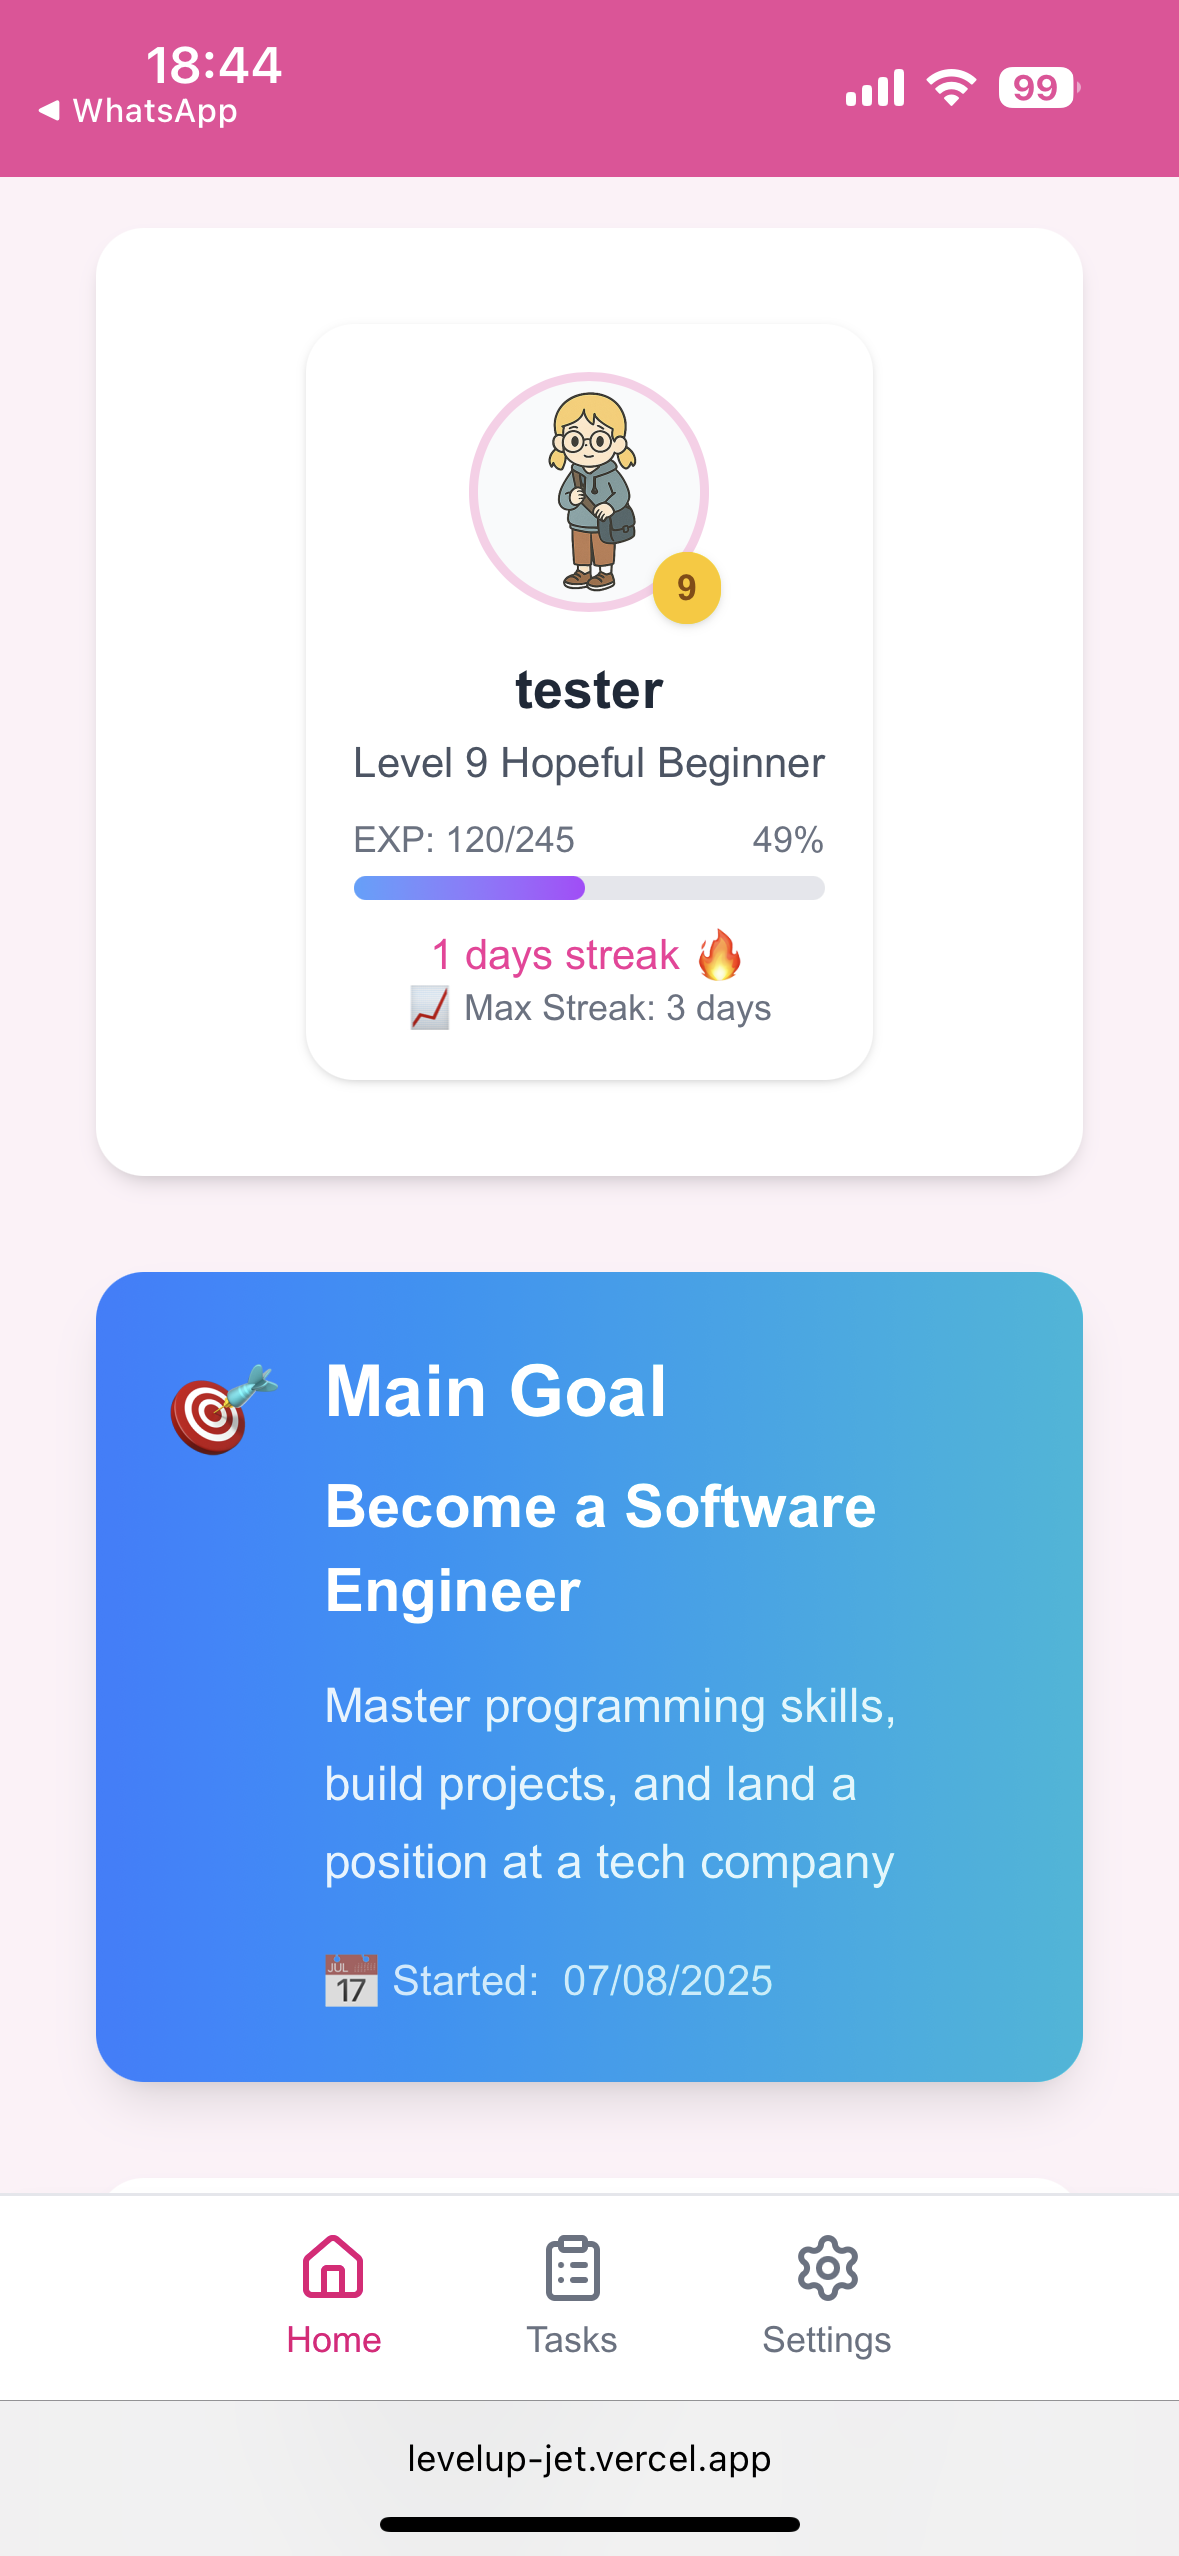 18:44
◀ WhatsApp
99
9
tester
Level 9 Hopeful Beginner
EXP: 120/245 49%
1 days streak 🔥
📈 Max Streak: 3 days
🎯 Main Goal
Become a Software
Engineer
Master programming skills,
build projects, and land a
position at a tech company
📅 Started: 07/08/2025
JUL
17
Home Tasks Settings
levelup-jet.vercel.app